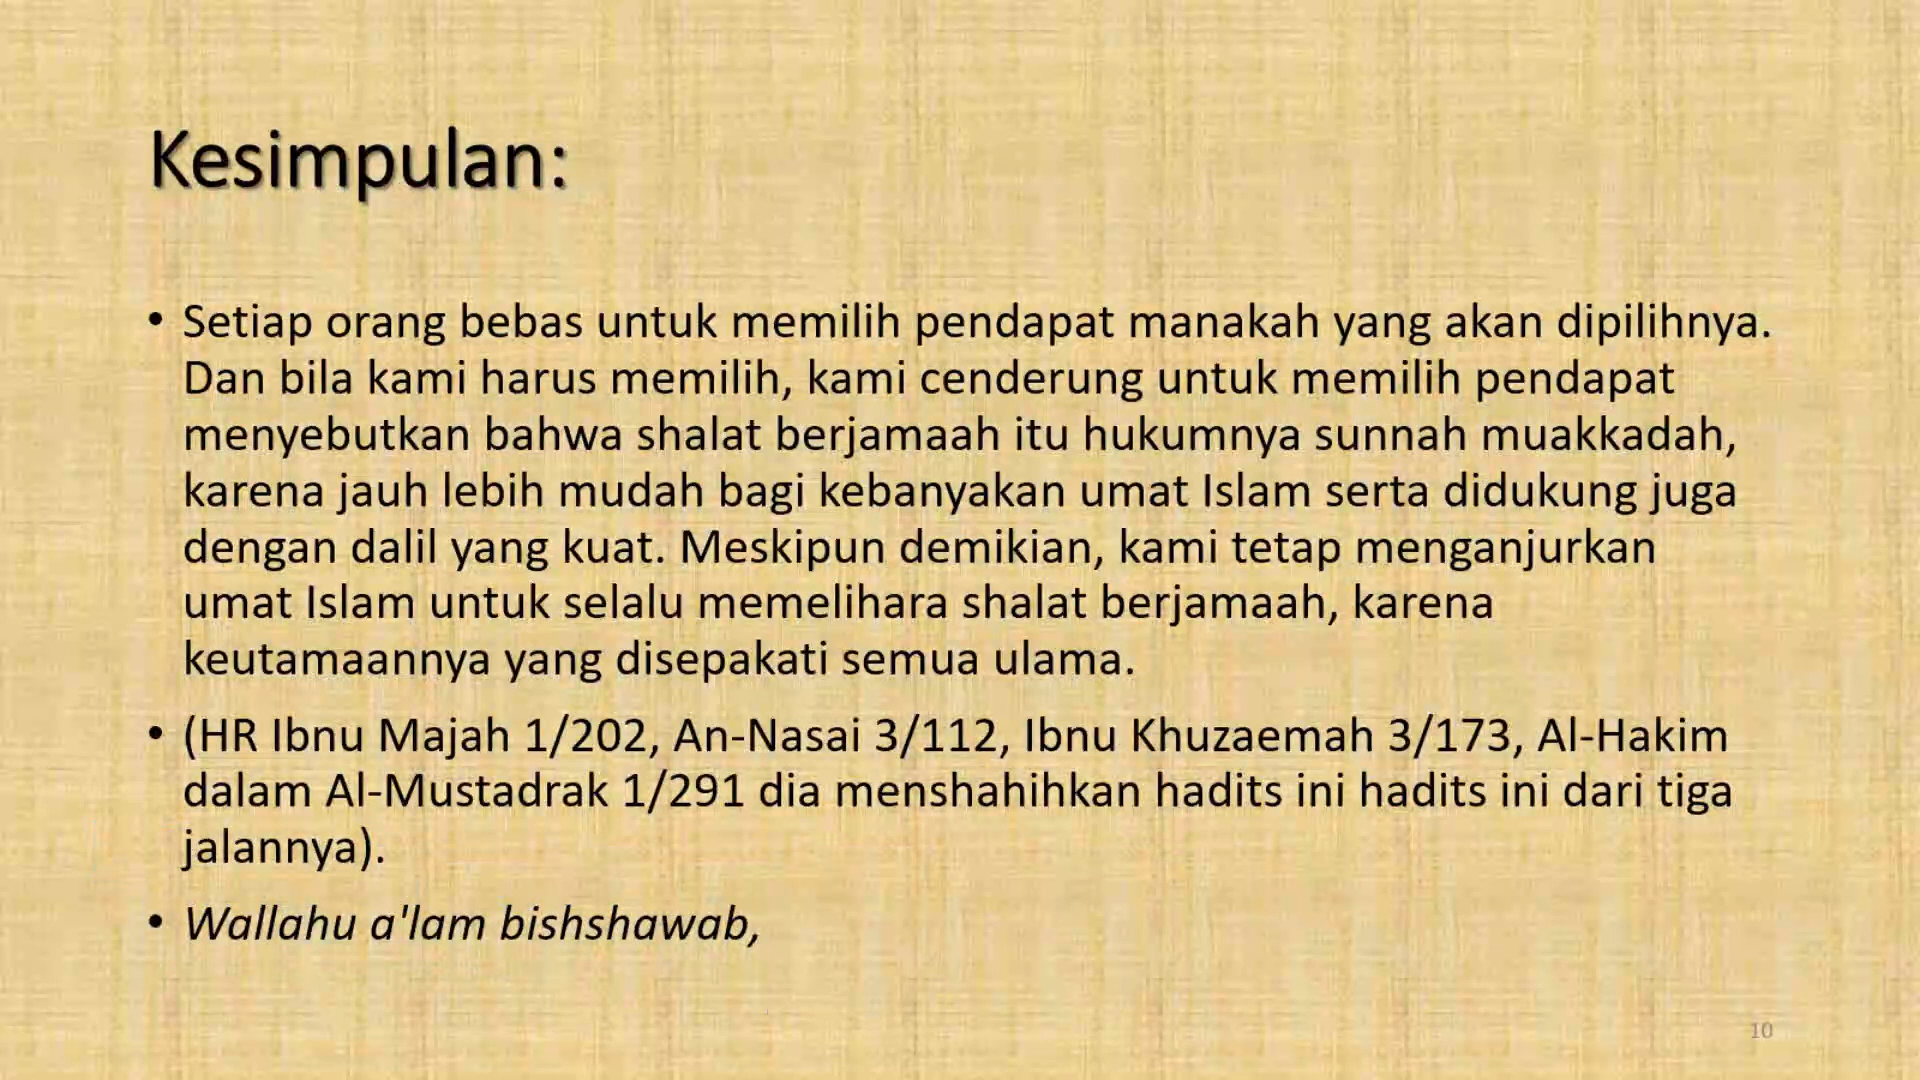 Kesimpulan:
• Setiap orang bebas untuk memilih pendapat manakah yang akan dipilihnya.
Dan bila kami harus memilih, kami cenderung untuk memilih pendapat
menyebutkan bahwa shalat berjamaah itu hukumnya sunnah muakkadah,
karena jauh lebih mudah bagi kebanyakan umat Islam serta didukung juga
dengan dalil yang kuat. Meskipun demikian, kami tetap menganjurkan
umat Islam untuk selalu memelihara shalat berjamaah, karena
keutamaannya yang disepakati semua ulama.
• (HR Ibnu Majah 1/202, An-Nasai 3/112, Ibnu Khuzaemah 3/173, Al-Hakim
dalam Al-Mustadrak 1/291 dia menshahihkan hadits ini hadits ini dari tiga
jalannya).
• Wallahu a'lam bishshawab,
10